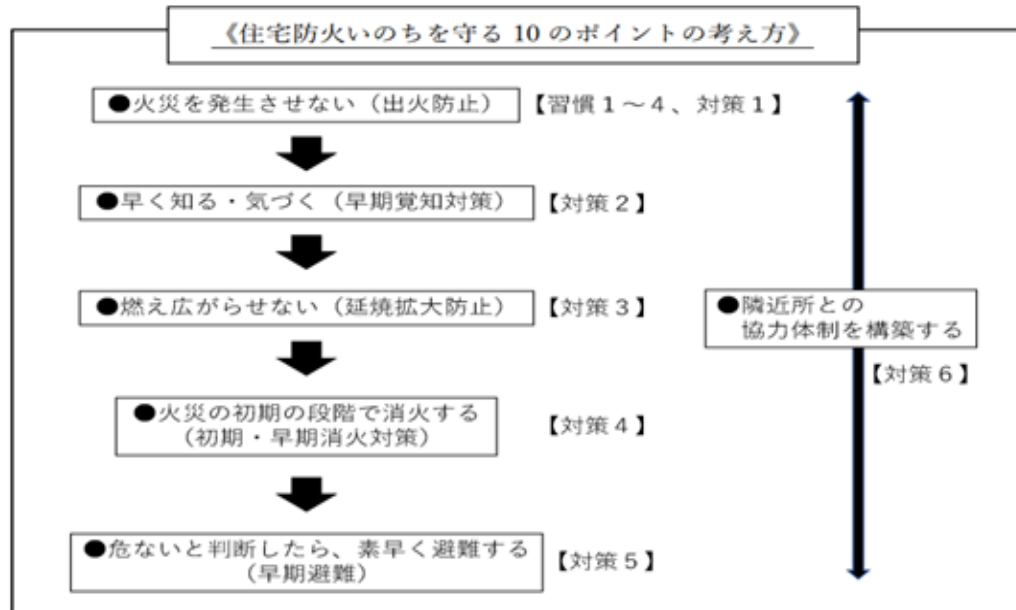 《住宅防火いのちを守る 10 のポイントの考え方》
●火災を発生させない（出火防止）
【習慣１～４、対策１】
●早く知る・気づく（早期覚知対策）
【対策２】
●燃え広がらせない（延焼拡大防止）
【対策３】
●火災の初期の段階で消火する
（初期・早期消火対策）
【対策４】
●危ないと判断したら、素早く避難する
（早期避難）
【対策５】
●隣近所との
協力体制を構築する
【対策６】